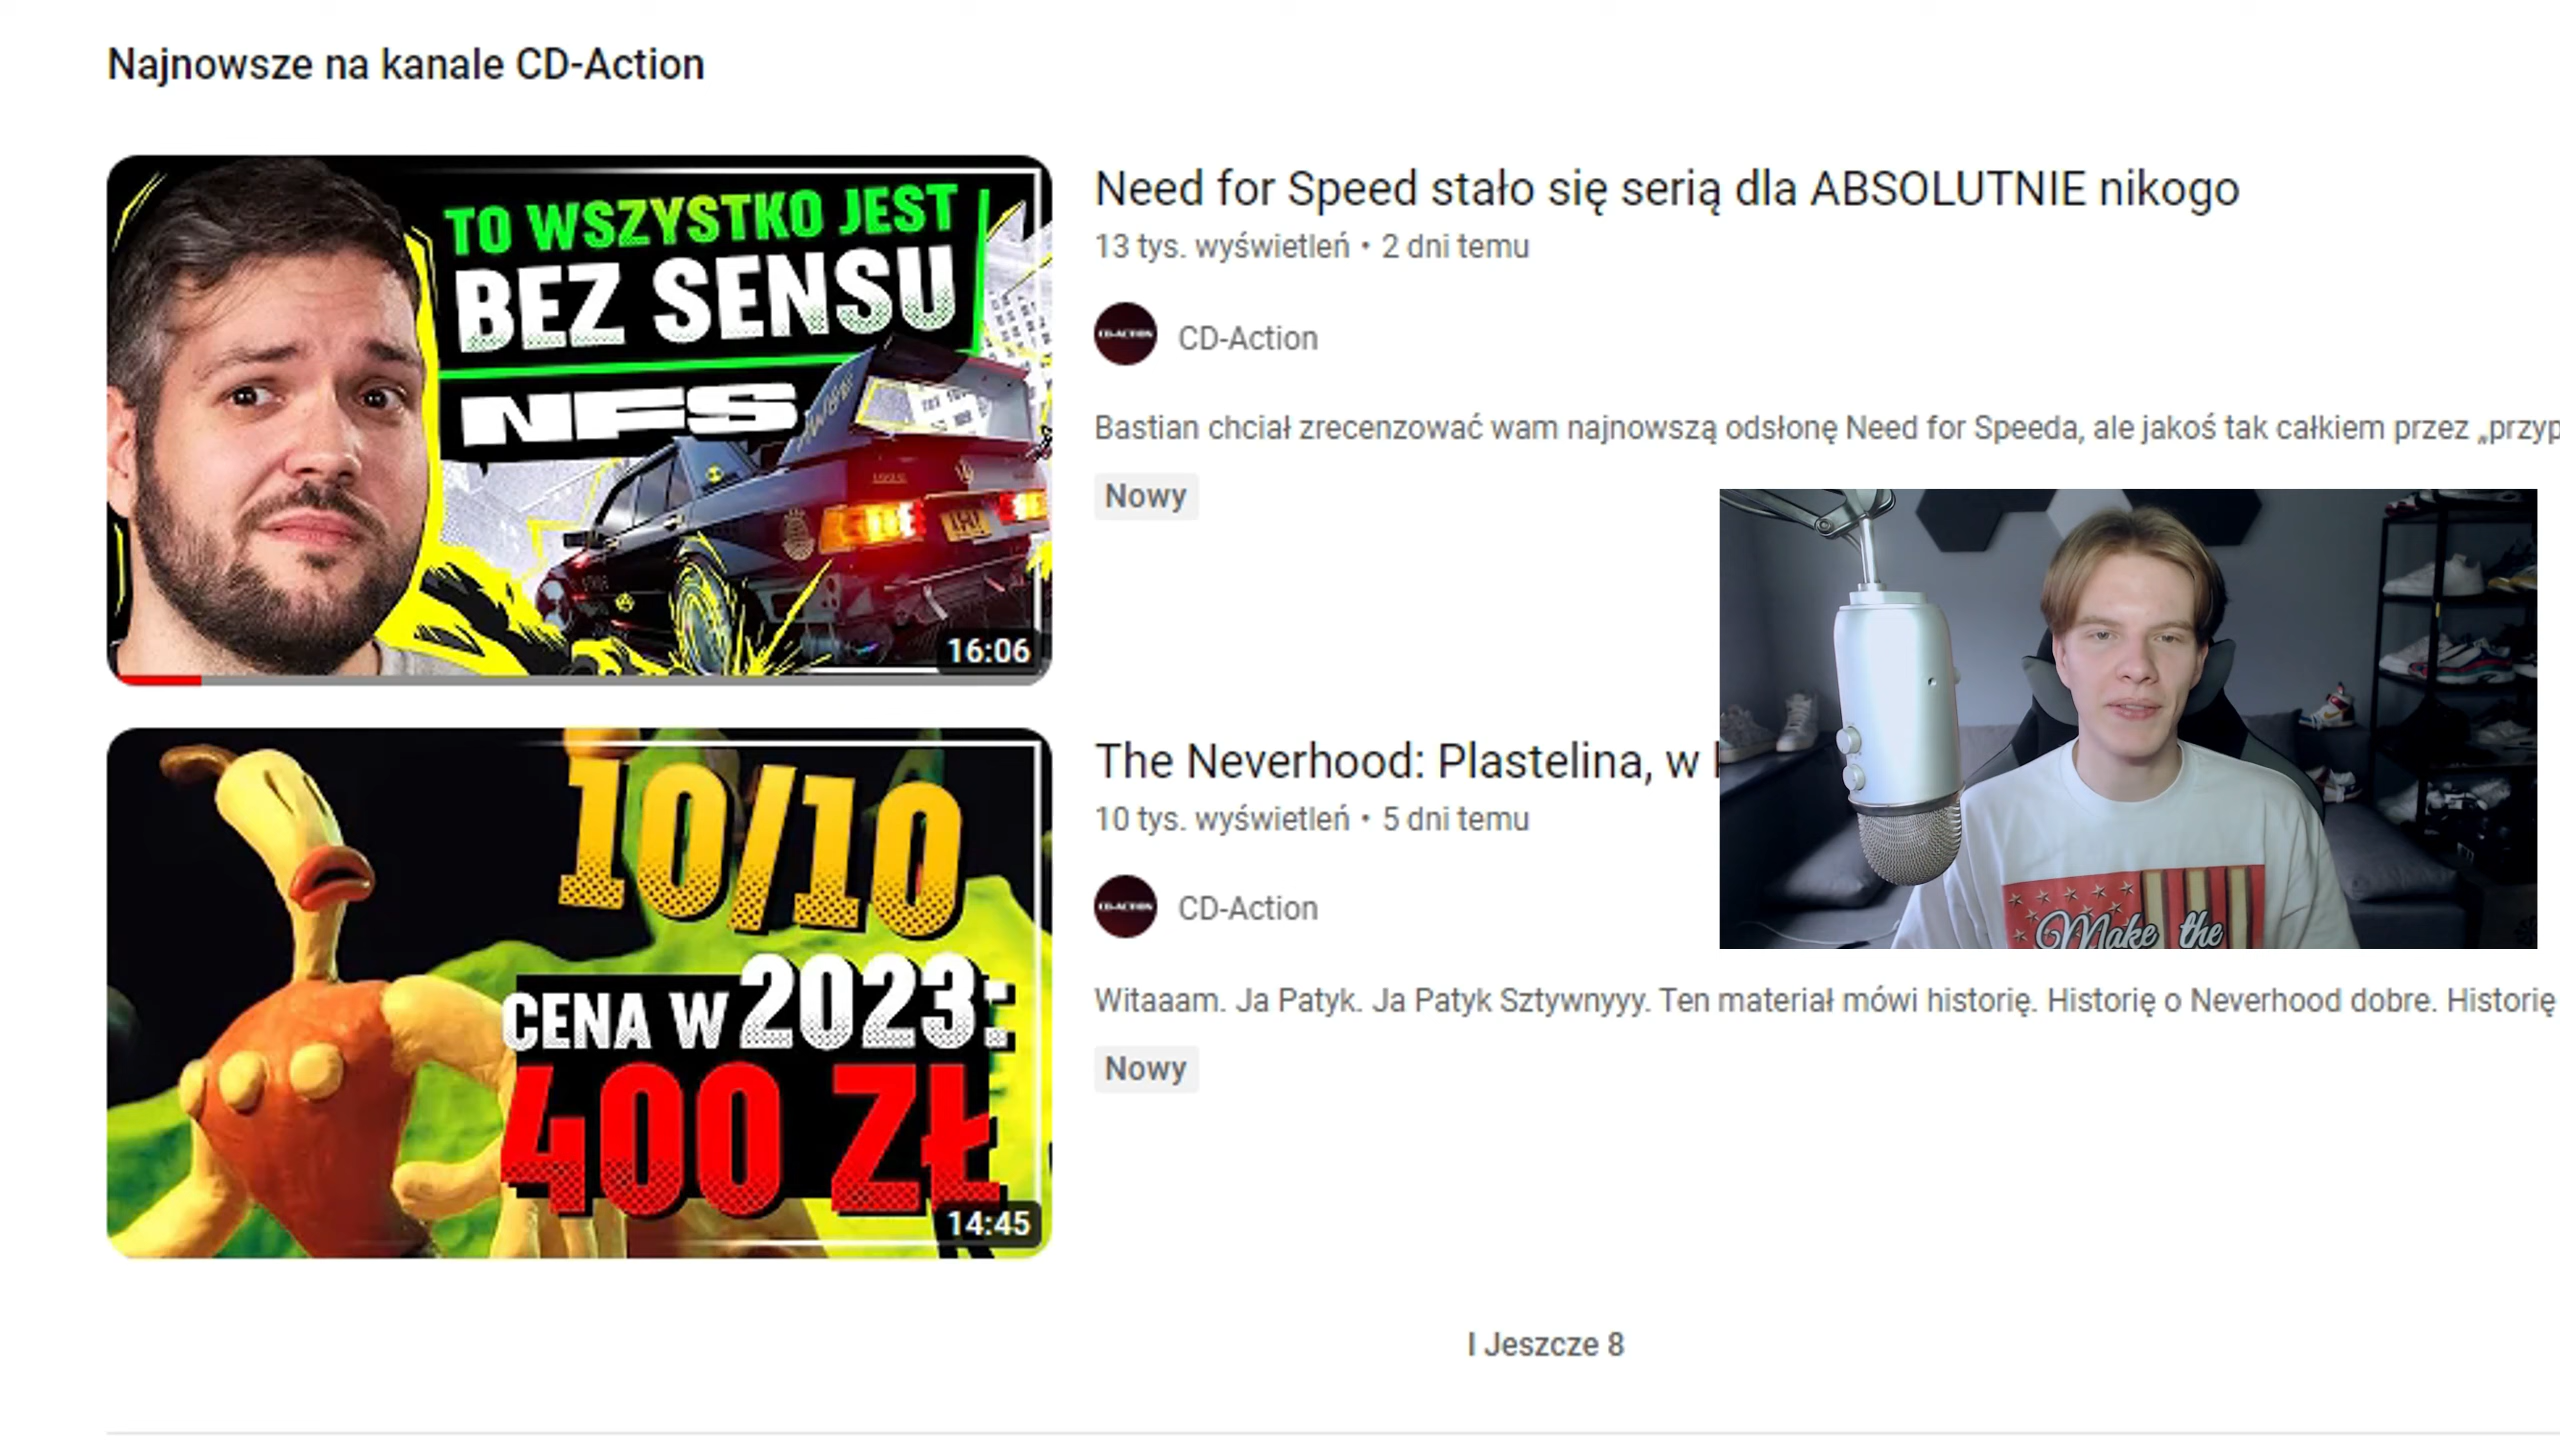 Najnowsze na kanale CD-Action
TO WSZYSTKO JEST
BEZ SENSU
NFS
16:06
Need for Speed stało się serią dla ABSOLUTNIE nikogo
13 tys. wyświetleń • 2 dni temu
CD-ACTION
CD-Action
Bastian chciał zrecenzować wam najnowszą odsłonę Need for Speeda, ale jakoś tak całkiem przez „przyp
Nowy
10/10
CENA W 2023:
400 ZŁ
14:45
The Neverhood: Plastelina, w
10 tys. wyświetleń • 5 dni temu
CD-ACTION
CD-Action
Make the
Witaaam. Ja Patyk. Ja Patyk Sztywnyyy. Ten materiał mówi historię. Historię o Neverhood dobre. Historię
Nowy
I Jeszcze 8